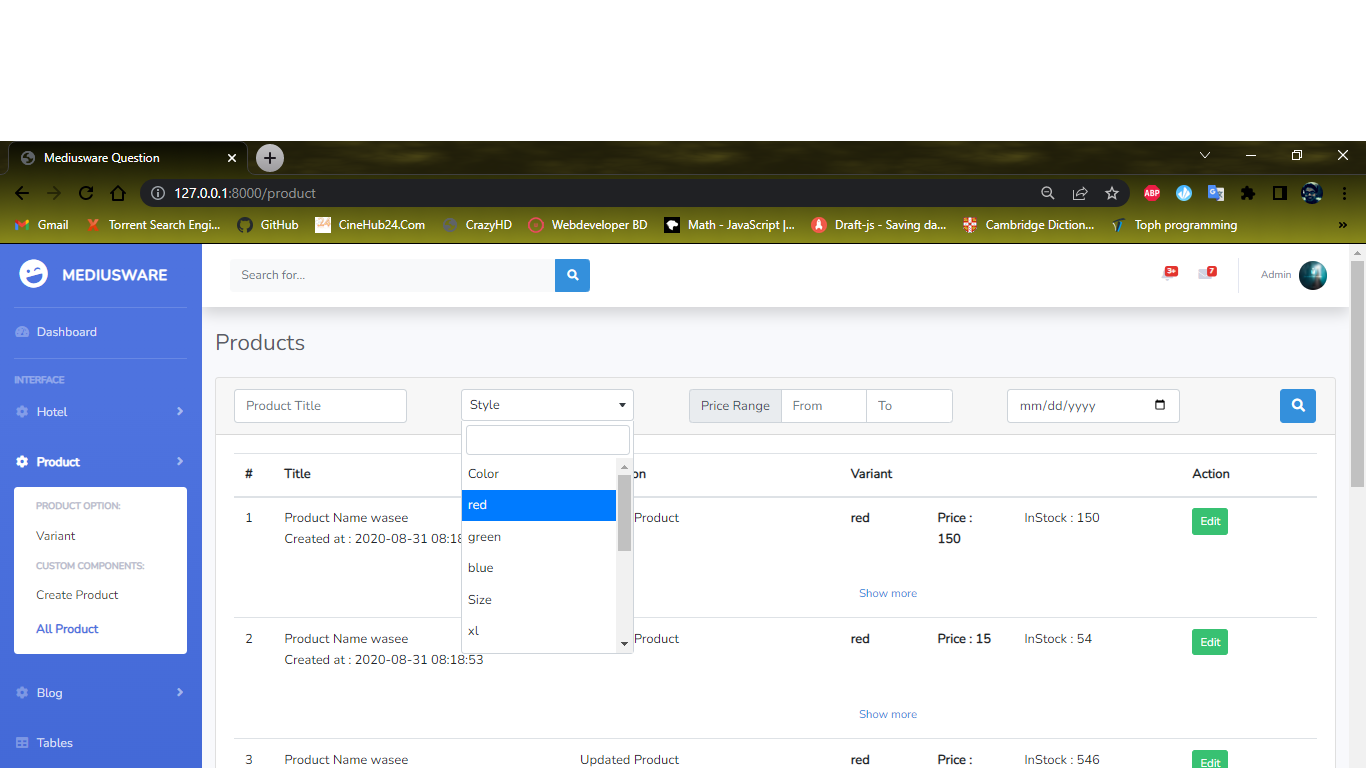 Mediusware Question
127.0.0.1:8000/product
ABP
Gmail Torrent Search Engi... GitHub CineHub24.Com CrazyHD Webdeveloper BD Math - JavaScript |... Draft-js - Saving da... Cambridge Diction... Toph programming »
MEDIUSWARE
Search for...
3+ 7 Admin
Dashboard
INTERFACE
Hotel
Product
PRODUCT OPTION:
Variant
CUSTOM COMPONENTS:
Create Product
All Product
Blog
Tables
Products
Product Title Style Price Range From To mm/dd/yyyy
Color
red
green
blue
Size
xl
# Title on Variant Action
1 Product Name wasee Product red Price : InStock : 150 Edit
Created at : 2020-08-31 08:18 150
Show more
2 Product Name wasee Product red Price : 15 InStock : 54 Edit
Created at : 2020-08-31 08:18:53
Show more
3 Product Name wasee Updated Product red Price : InStock : 546 Edit